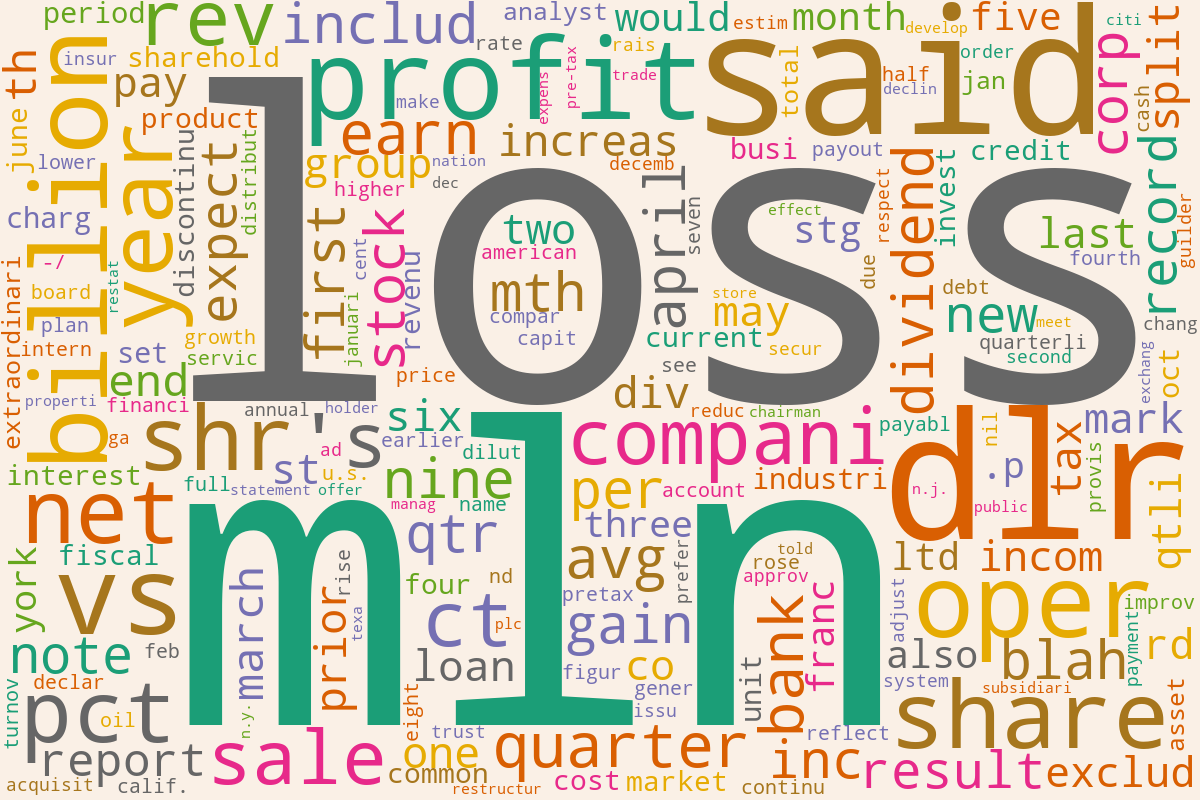 period
rev
includ
analyst
would
estim
month
develop
five
citi
split
said
profit
rate
rais
trade
total
order
corp
th
insur
sharehold
expens
pre-tax
half
declin
jan
cash
billion
pay
make
product
earn
increas
decemb
busi
payout
credit
june
lower
year
discontinu
expect
distribut
group
nation
dec
higher
loss
april
seven
respect
dividend
invest
record
guilder
charg
first
stock
cent
two
american
effect
stg
last
fourth
-/
restat
januari
revenu
mth
compar
capit
store
may
secur
due
debt
new
meet
chang
extraordinari
board
plan
intern
set
growth
servic
current
see
quarterli
second
exchang
oct
properti
end
financi
price
div
annual
holder
six
reduc
chairman
payabl
nil
mark
ga
shr's
earlier
dilut
compani
dlr
tax
interest
st
ad
u.s.
nine
per
account
industri
.p
provis
qtli
net
full
statement
offer
manag
name
n.j.
public
mln
qtr
three
avg
prefer
told
rose
approv
ltd
incom
york
fiscal
vs
march
rise
prior
texa
four
nd
pretax
ct
plc
gain
bank
franc
adjust
oper
improv
note
feb
loan
figur
co
gener
issu
unit
also
blah
payment
rd
turnov
declar
pct
oil
n.y.
eight
trust
system
subsidiari
share
asset
report
sale
one
quarter
reflect
inc
result
exclud
acquisit
calif.
common
restructur
cost
market
continu